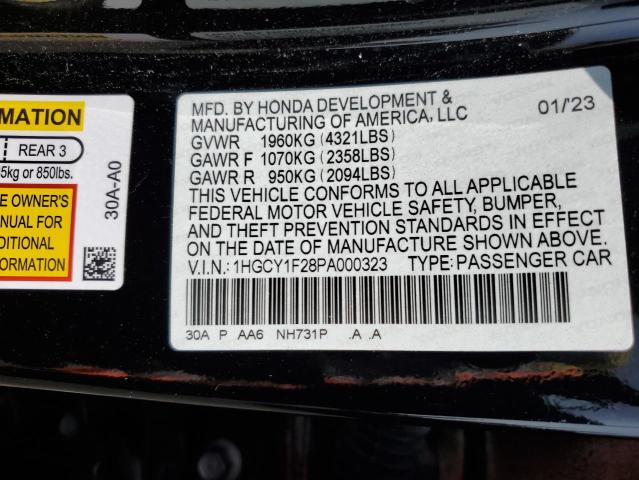 MATION
REAR 3
5kg or 850lbs.
E OWNER'S
ANUAL FOR
DITIONAL
FORMATION
30A-A0
MFD. BY HONDA DEVELOPMENT &
MANUFACTURING OF AMERICA, LLC
01/'23
GVWR 1960KG (4321LBS)
GAWR F 1070KG (2358LBS)
GAWR R 950KG (2094LBS)
THIS VEHICLE CONFORMS TO ALL APPLICABLE
FEDERAL MOTOR VEHICLE SAFETY, BUMPER,
AND THEFT PREVENTION STANDARDS IN EFFECT
ON THE DATE OF MANUFACTURE SHOWN ABOVE.
V.I.N.: 1HGCY1F28PA000323 TYPE: PASSENGER CAR
30A P AA6 NH731P .A .A